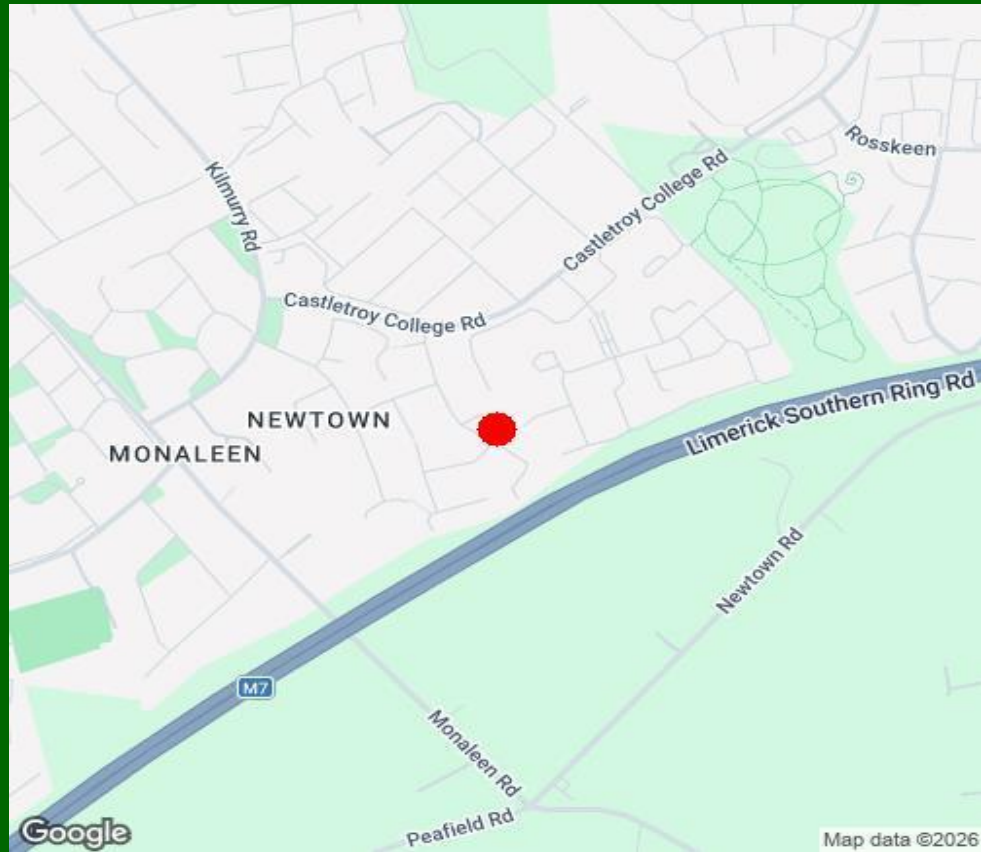 Rosskeen
Kilmurry Rd
Castletroy College Rd
Castletroy College Rd
Limerick Southern Ring Rd
NEWTOWN
MONALEEN
Newtown Rd
M7
Monaleen Rd
Peafield Rd
Google
Map data ©2026